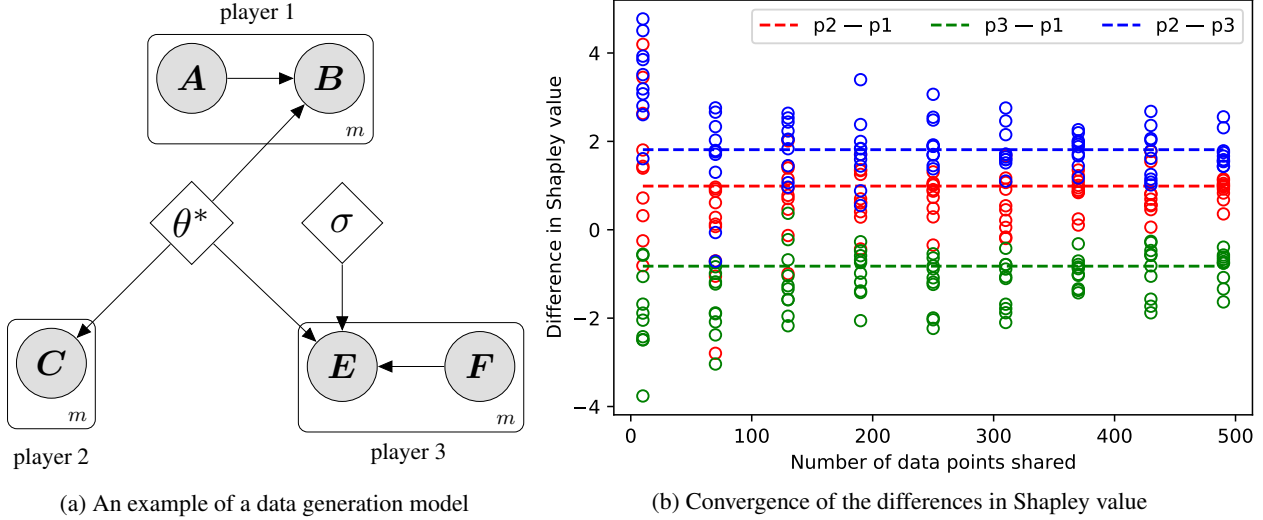 player 1
A
B
m
θ*
σ
C
m
E
F
m
player 2
player 3
(a) An example of a data generation model
p2 — p1
p3 — p1
p2 — p3
Difference in Shapley value
4
2
0
−2
−4
0
100
200
300
400
500
Number of data points shared
(b) Convergence of the differences in Shapley value